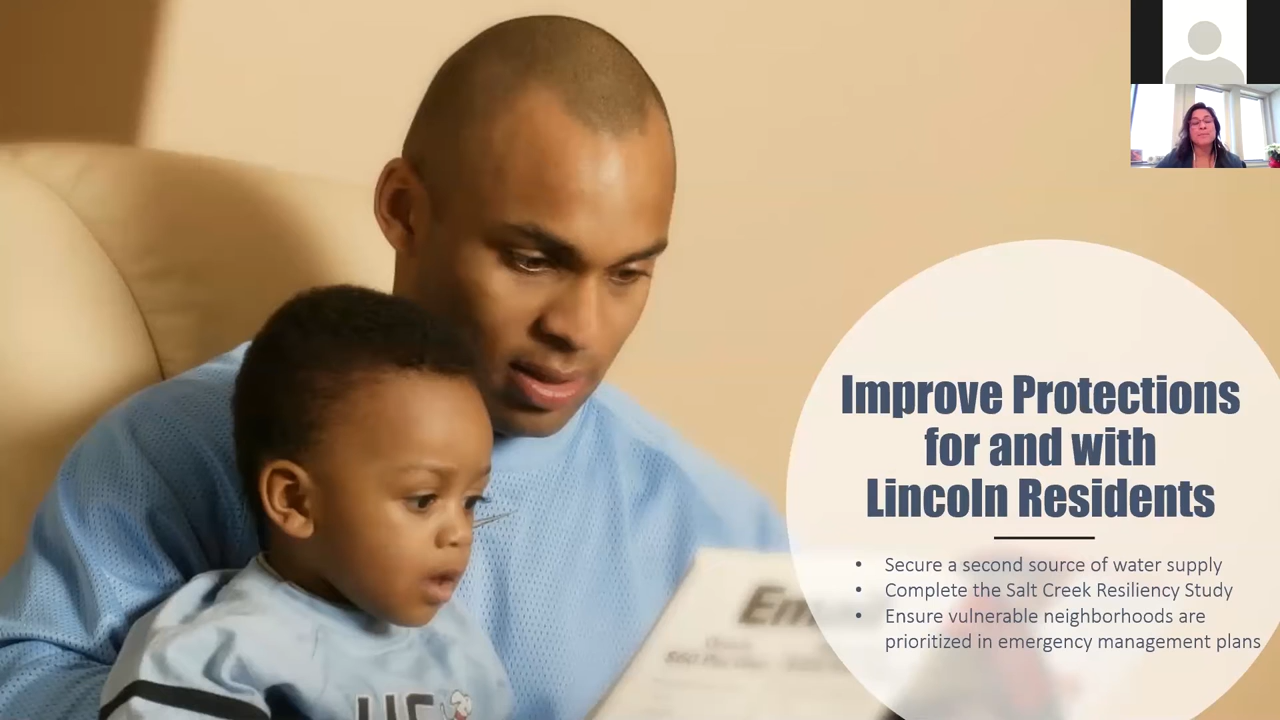 Improve Protections
for and with
Lincoln Residents
• Secure a second source of water supply
• Complete the Salt Creek Resiliency Study
• Ensure vulnerable neighborhoods are
prioritized in emergency management plans
Em